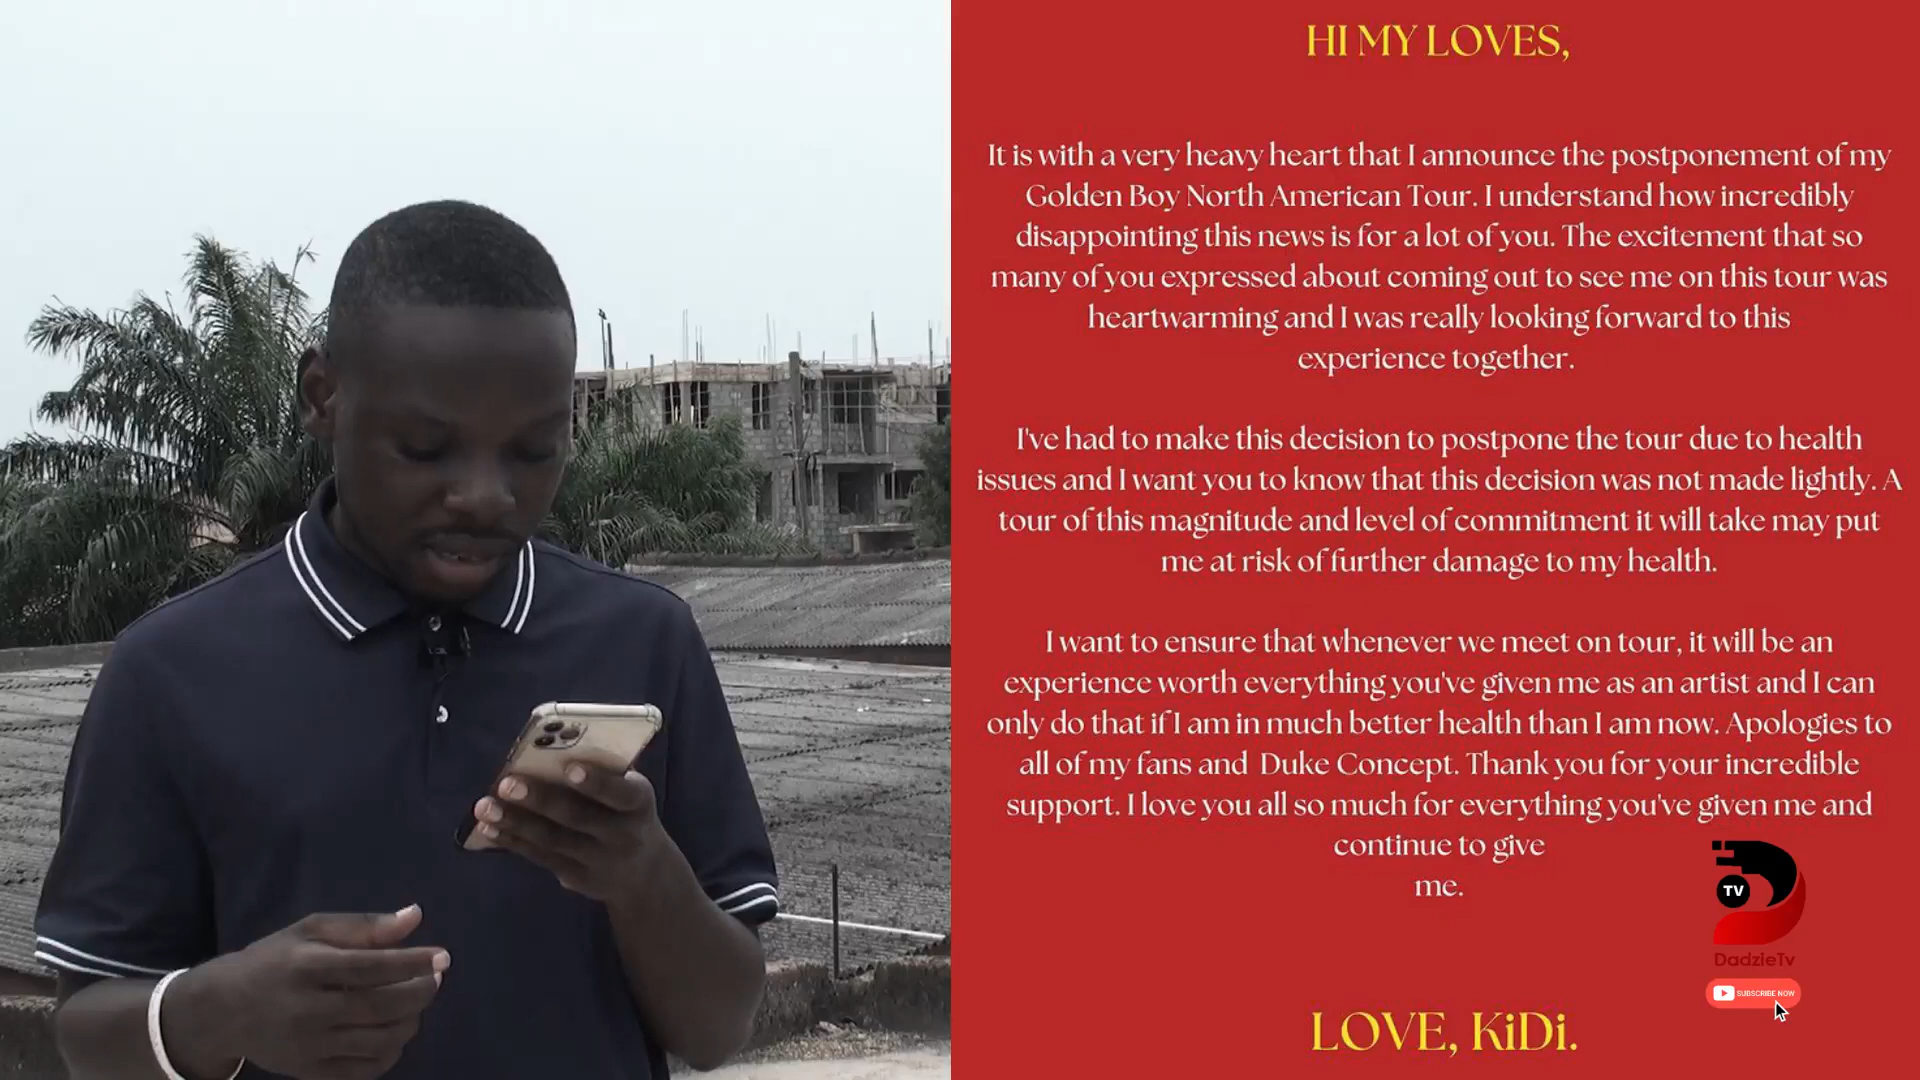 HI MY LOVES,
It is with a very heavy heart that I announce the postponement of my
Golden Boy North American Tour. I understand how incredibly
disappointing this news is for a lot of you. The excitement that so
many of you expressed about coming out to see me on this tour was
heartwarming and I was really looking forward to this
experience together.
I've had to make this decision to postpone the tour due to health
issues and I want you to know that this decision was not made lightly. A
tour of this magnitude and level of commitment it will take may put
me at risk of further damage to my health.
I want to ensure that whenever we meet on tour, it will be an
experience worth everything you've given me as an artist and I can
only do that if I am in much better health than I am now. Apologies to
all of my fans and Duke Concept. Thank you for your incredible
support. I love you all so much for everything you've given me and
continue to give
me.
TV
DadzieTv
SUBSCRIBE NOW
LOVE, KiDi.